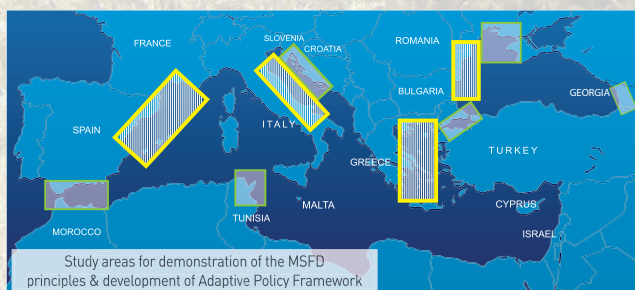 FRANCE
SLOVENIA
CROATIA
ROMANIA
BULGARIA
GEORGIA
SPAIN
ITALY
GREECE
TURKEY
MOROCCO
TUNISIA
MALTA
CYPRUS
ISRAEL
Study areas for demonstration of the MSFD
principles & development of Adaptive Policy Framework